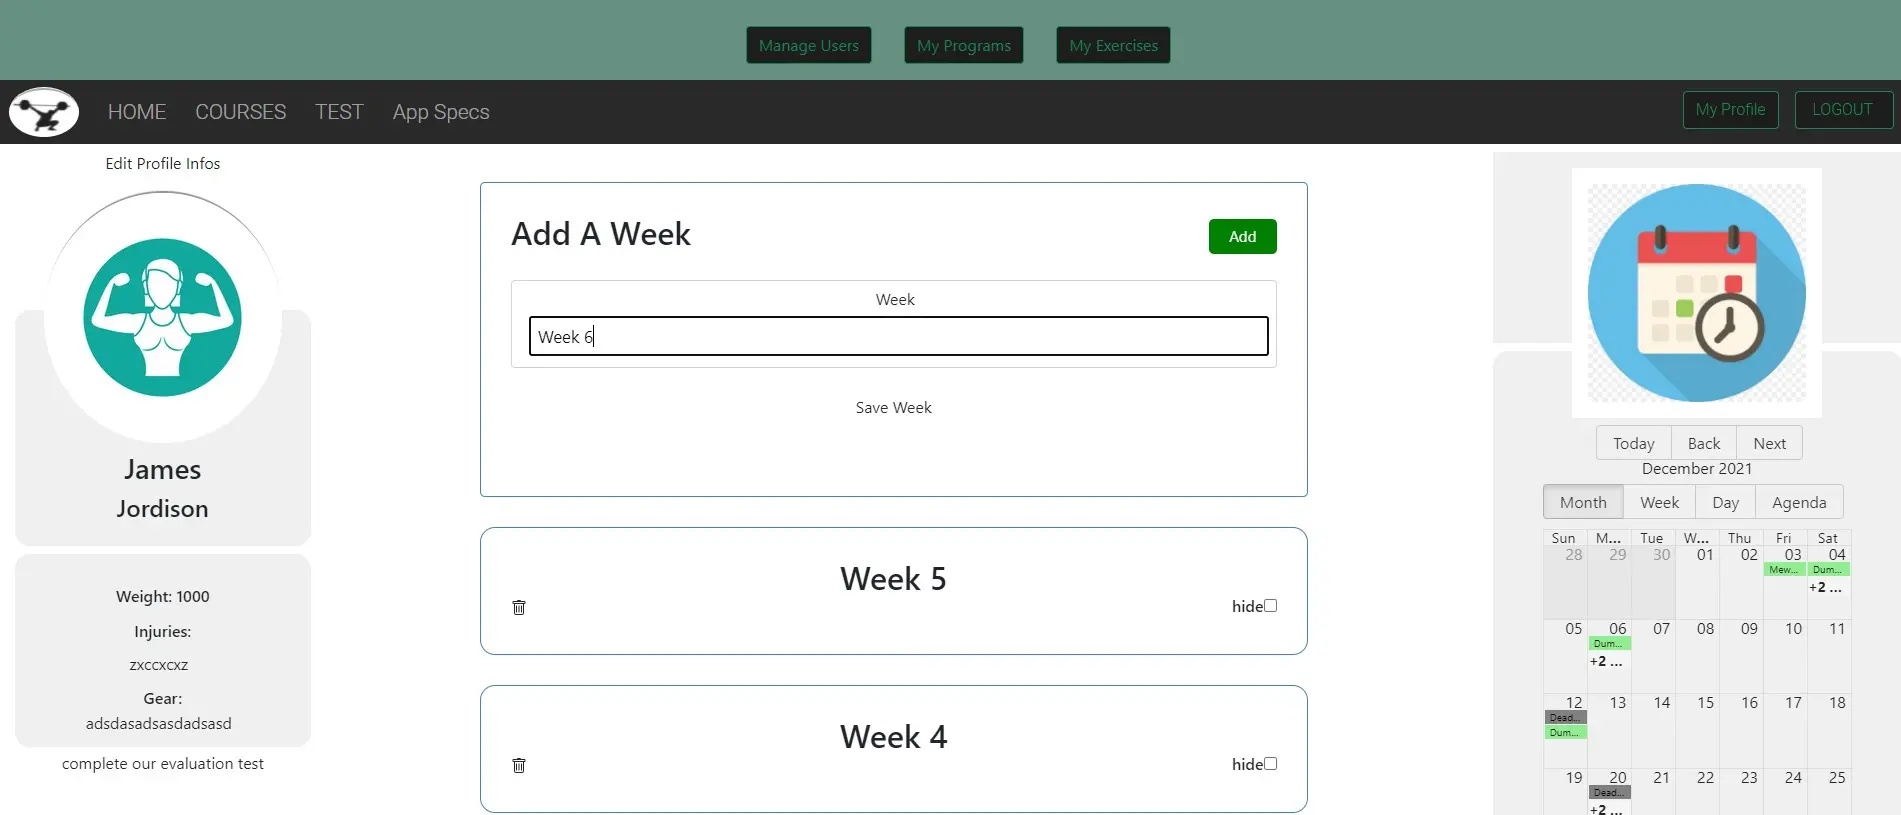 Manage Users My Programs My Exercises
HOME COURSES TEST App Specs My Profile LOGOUT
Edit Profile Infos
James
Jordison
Weight: 1000
Injuries:
zxccxcxz
Gear:
adsdasadsasdadsasd
complete our evaluation test
Add A Week Add
Week
Week 6
Save Week
Week 5
hide
Week 4
hide
Today Back Next
December 2021
Month Week Day Agenda
Sun M... Tue W... Thu Fri Sat
28 29 30 01 02 03 04
Mew... Dum...
+2 ...
05 06 07 08 09 10 11
Dum...
+2 ...
12 13 14 15 16 17 18
Dead...
Dum...
19 20 21 22 23 24 25
Dead...
+2 ...